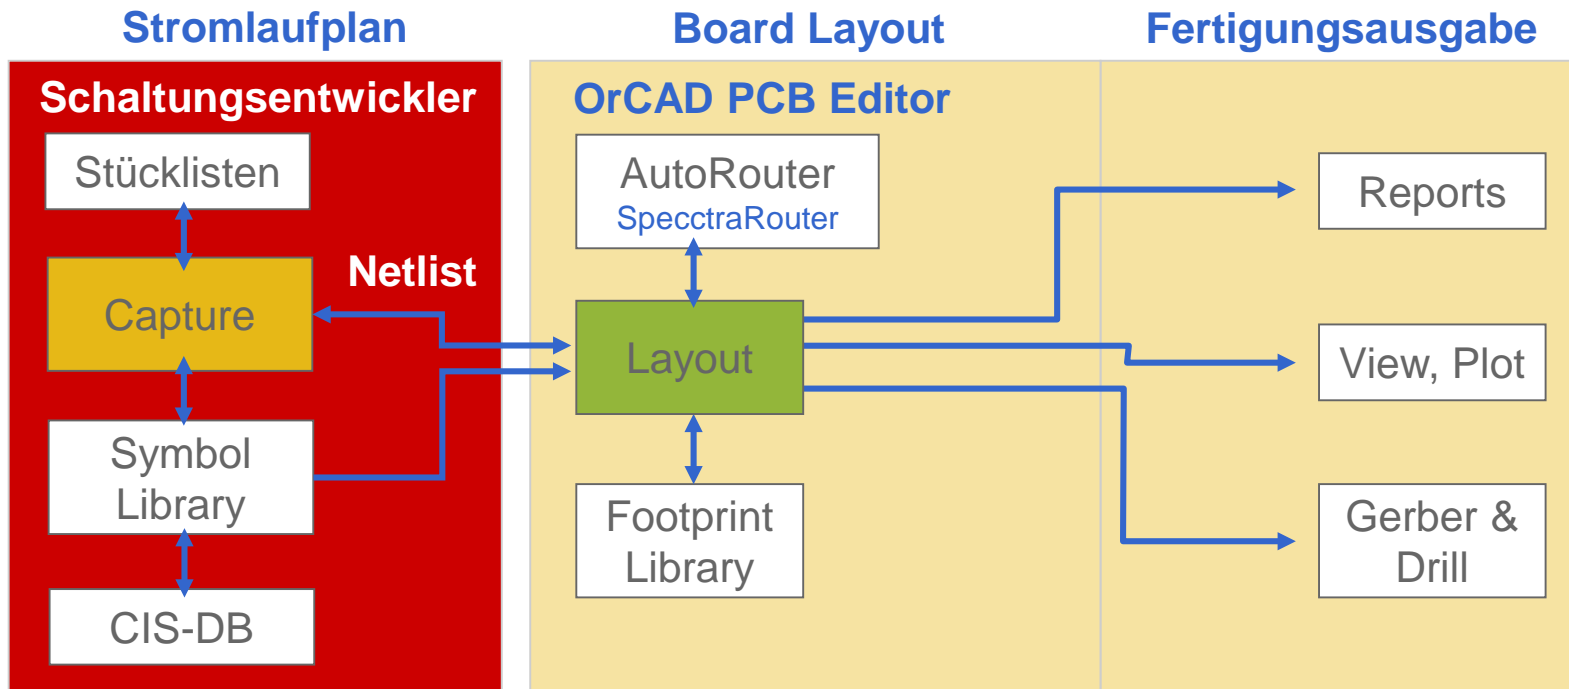 Stromlaufplan
Board Layout
Fertigungsausgabe
Schaltungsentwickler
Stücklisten
Capture
Netlist
Symbol
Library
CIS-DB
OrCAD PCB Editor
AutoRouter
SpecctraRouter
Layout
Footprint
Library
Reports
View, Plot
Gerber &
Drill